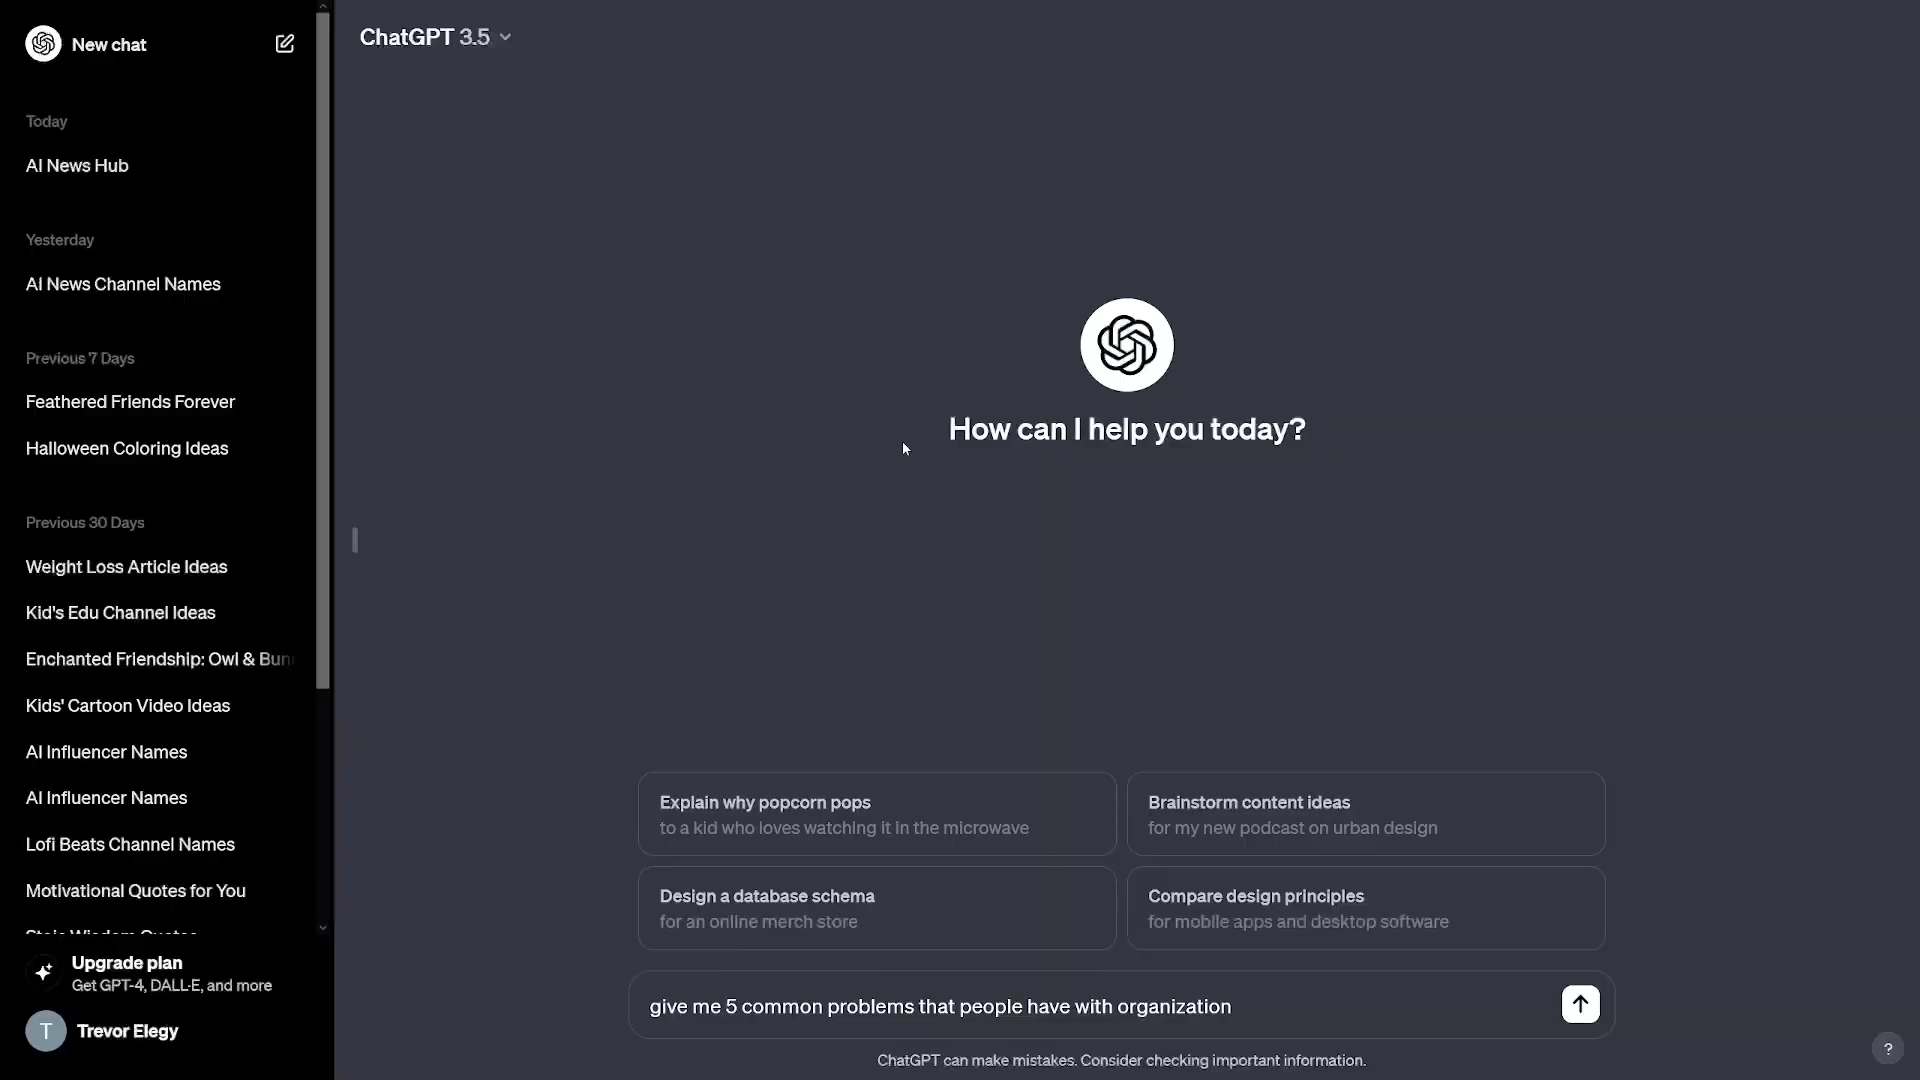 New chat
Today
AI News Hub
Yesterday
AI News Channel Names
Previous 7 Days
Feathered Friends Forever
Halloween Coloring Ideas
Previous 30 Days
Weight Loss Article Ideas
Kid's Edu Channel Ideas
Enchanted Friendship: Owl & Bun
Kids' Cartoon Video Ideas
AI Influencer Names
AI Influencer Names
Lofi Beats Channel Names
Motivational Quotes for You
Upgrade plan
Get GPT-4, DALL·E, and more
T
Trevor Elegy
ChatGPT 3.5
How can I help you today?
Explain why popcorn pops
to a kid who loves watching it in the microwave
Brainstorm content ideas
for my new podcast on urban design
Design a database schema
for an online merch store
Compare design principles
for mobile apps and desktop software
give me 5 common problems that people have with organization
ChatGPT can make mistakes. Consider checking important information.
?